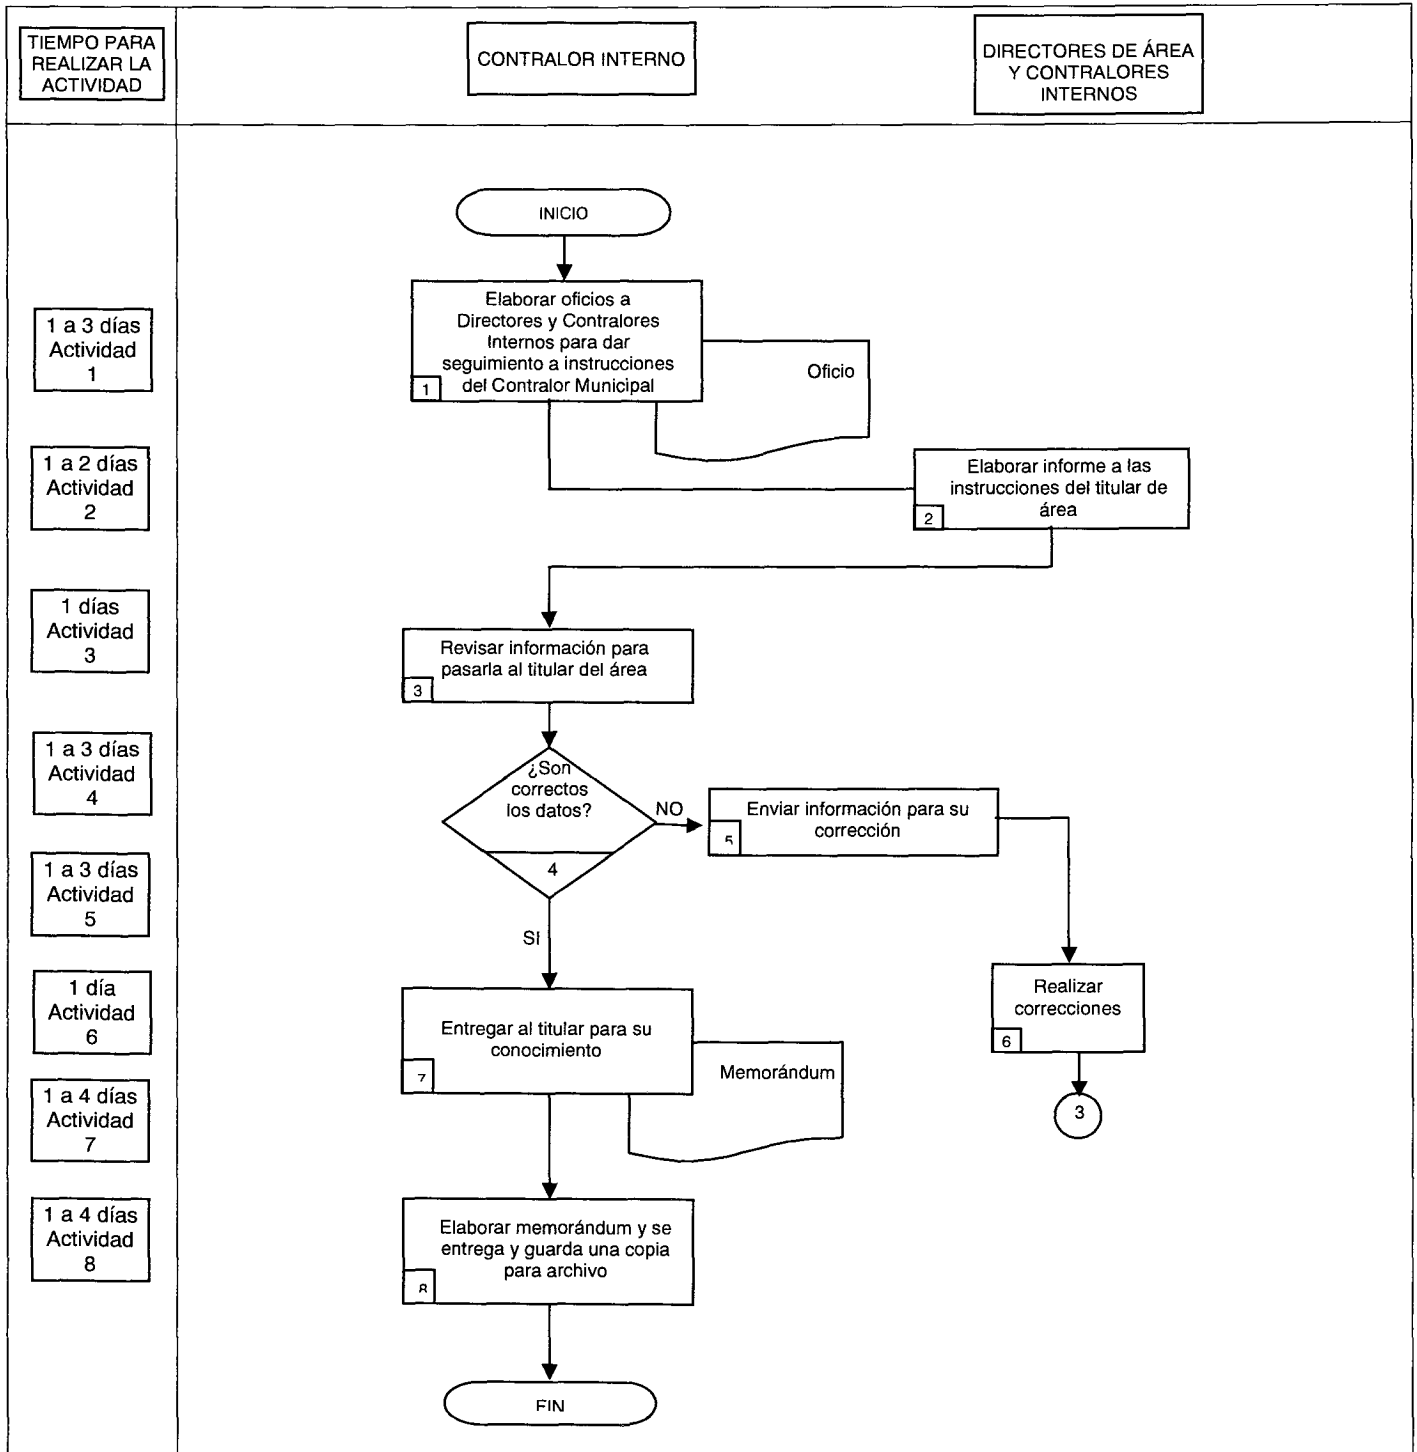 TIEMPO PARA
REALIZAR LA
ACTIVIDAD
CONTRALOR INTERNO
DIRECTORES DE ÁREA
Y CONTRALORES
INTERNOS
INICIO
1 a 3 días
Actividad
1
Elaborar oficios a
Directores y Contralores
Internos para dar
seguimiento a instrucciones
del Contralor Municipal
1
Oficio
1 a 2 días
Actividad
2
Elaborar informe a las
instrucciones del titular de
área
2
1 días
Actividad
3
Revisar información para
pasarla al titular del área
3
1 a 3 días
Actividad
4
¿Son
correctos
los datos?
4
NO
Enviar información para su
corrección
5
1 a 3 días
Actividad
5
SI
1 día
Actividad
6
Realizar
correcciones
6
Entregar al titular para su
conocimiento
7
Memorándum
3
1 a 4 días
Actividad
7
1 a 4 días
Actividad
8
Elaborar memorándum y se
entrega y guarda una copia
para archivo
8
FIN